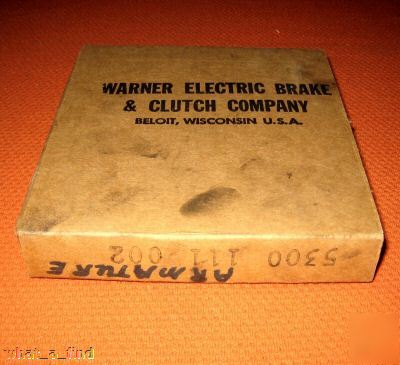 WARNER ELECTRIC BRAKE
& CLUTCH COMPANY
BELOIT, WISCONSIN U.S.A.
5300 111 002
ARMATURE
what_a_find